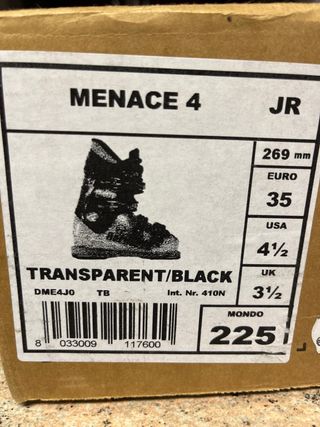 MENACE 4 JR
269 mm
EURO
35
USA
4½
TRANSPARENT/BLACK
UK
3½
DME4J0 TB Int. Nr. 410N
MONDO
225
8 033009 117600